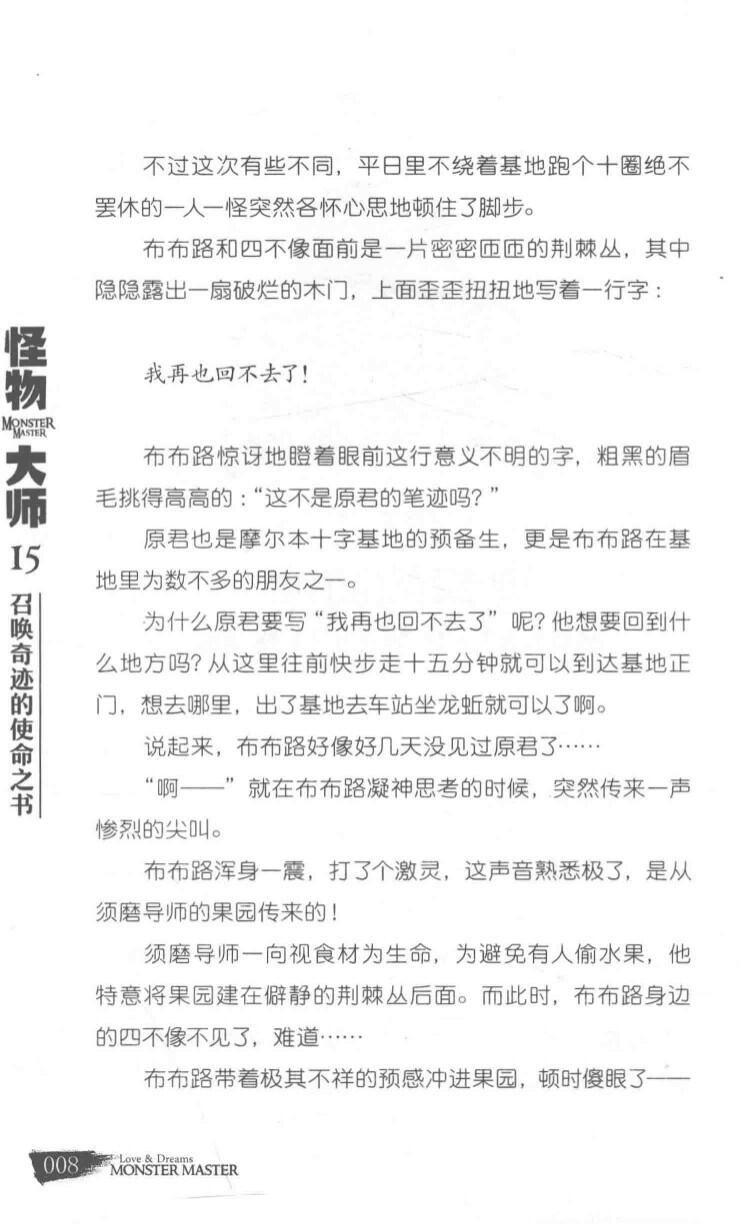 不过这次有些不同，平日里不绕着基地跑个十圈绝不
罢休的一人一怪突然各怀心思地顿住了脚步。
布布路和四不像面前是一片密密匝匝的荆棘丛，其中
隐隐露出一扇破烂的木门，上面歪歪扭扭地写着一行字：
我再也回不去了！
布布路惊讶地瞪着眼前这行意义不明的字，粗黑的眉
毛挑得高高的：“这不是原君的笔迹吗？”
原君也是摩尔本十字基地的预备生，更是布布路在基
地里为数不多的朋友之一。
为什么原君要写“我再也回不去了”呢？他想要回到什
么地方吗？从这里往前快步走十五分钟就可以到达基地正
门，想去哪里，出了基地去车站坐龙蚯就可以了啊。
说起来，布布路好像好几天没见过原君了……
“啊——”就在布布路凝神思考的时候，突然传来一声
惨烈的尖叫。
布布路浑身一震，打了个激灵，这声音熟悉极了，是从
须磨导师的果园传来的！
须磨导师一向视食材为生命，为避免有人偷水果，他
特意将果园建在僻静的荆棘丛后面。而此时，布布路身边
的四不像不见了，难道……
布布路带着极其不祥的预感冲进果园，顿时傻眼了——
怪物
MONSTER
MASTER
大师
15
召唤奇迹的使命之书
008
Love & Dreams
MONSTER MASTER